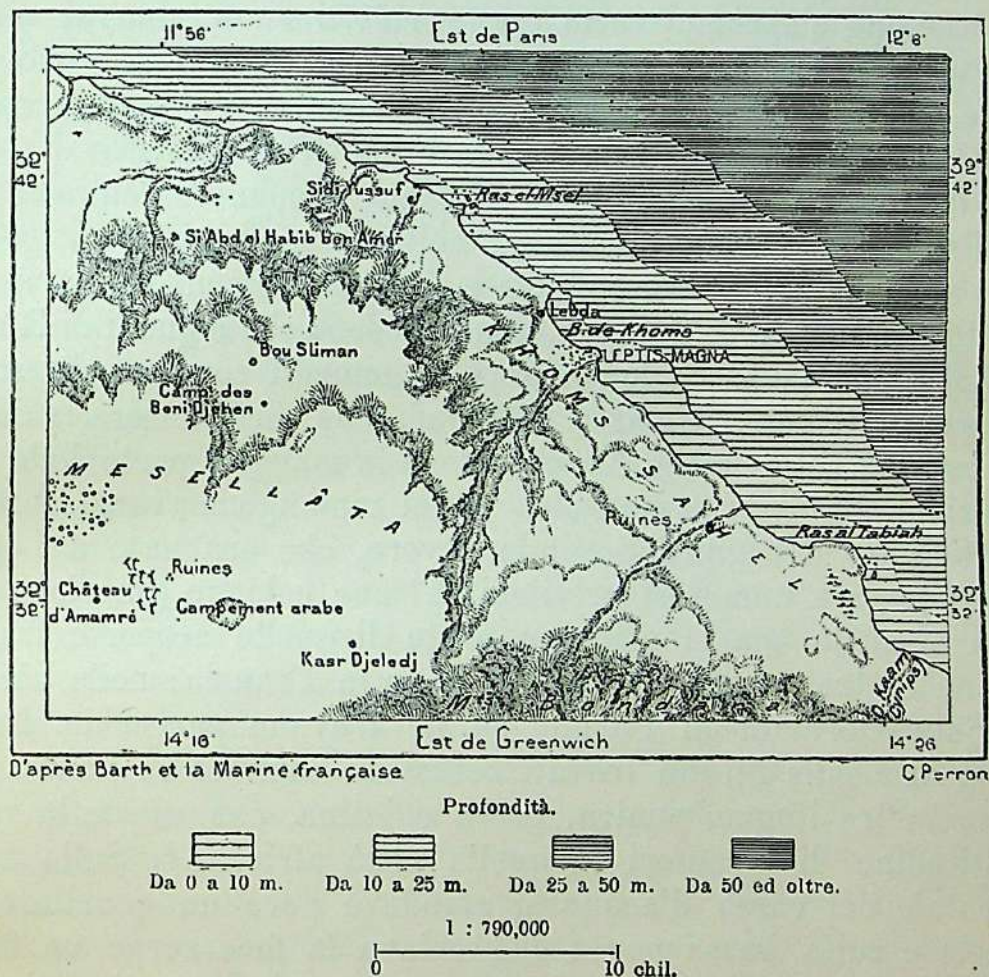 11°56' Est de Paris 12°6'
32° 42' 32° 42'
Sidi Yussuf
Ras el-Msel
Si Abd el Habib ben Amer
Lebda
B. de Khoms
LEPTIS-MAGNA
Bou Sliman
Camp! des
Beni Djehen
KHOMS
SAHEL
MESELLÂTA
Ruines
Ras al Tabiah
Ruines
32° 32' 32° 32'
Château
d'Amamré
Campement arabe
Kasr Djeledj
O. Kaam
(Cinips)
14°16' Est de Greenwich 14°26
D'après Barth et la Marine française C Perron
Profondità.
Da 0 a 10 m. Da 10 a 25 m. Da 25 a 50 m. Da 50 ed oltre.
1 : 790,000
0 10 chil.